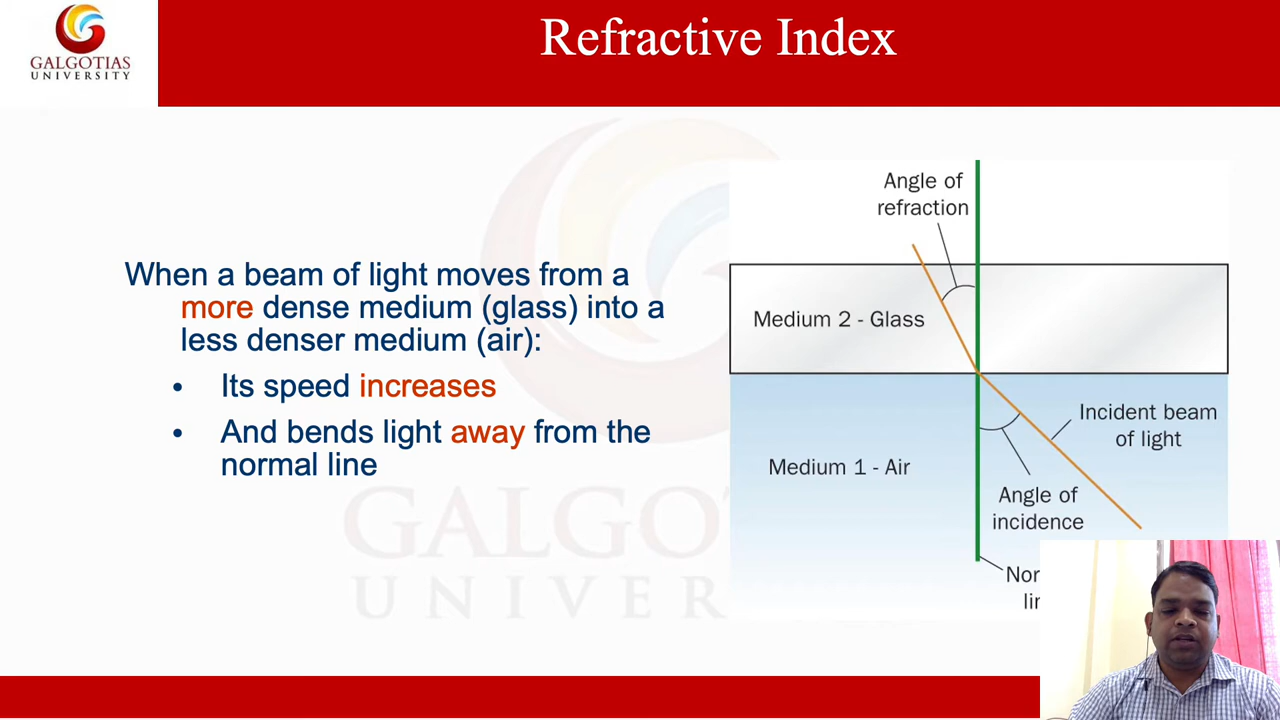 GALGOTIAS
UNIVERSITY
Refractive Index
When a beam of light moves from a
more dense medium (glass) into a
less denser medium (air):
• Its speed increases
• And bends light away from the
normal line
Angle of
refraction
Medium 2 - Glass
Incident beam
of light
Medium 1 - Air
Angle of
incidence